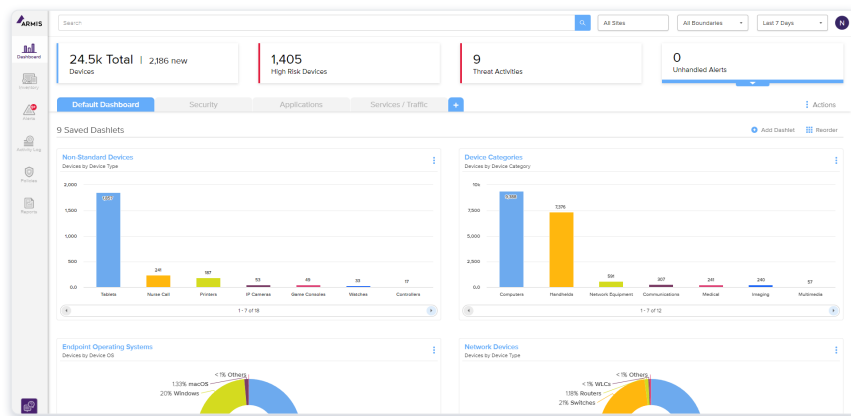 ARMIS
Search
All Sites
All Boundaries
Last 7 Days
N
Dashboard
Inventory
Alerts
Activity Log
Policies
Reports
24.5k Total | 2,186 new
Devices
1,405
High Risk Devices
9
Threat Activities
0
Unhandled Alerts
Default Dashboard
Security
Applications
Services / Traffic
+
Actions
9 Saved Dashlets
Add Dashlet
Reorder
Non-Standard Devices
Devices by Device Type
2,000
1,500
1,000
500
0.0
241
187
53
49
33
17
Tablets
Nurse Call
Printers
IP Cameras
Game Consoles
Watches
Controllers
1 - 7 of 18
Device Categories
Devices by Device Category
10k
7,500
5,000
2,500
0.0
7,376
591
307
241
240
57
Computers
Handhelds
Network Equipment
Communications
Medical
Imaging
Multimedia
1 - 7 of 12
Endpoint Operating Systems
Devices by Device OS
< 1% Others
1.33% macOS
20% Windows
Network Devices
Devices by Device Type
< 1% Others
< 1% WLCs
1.18% Routers
21% Switches